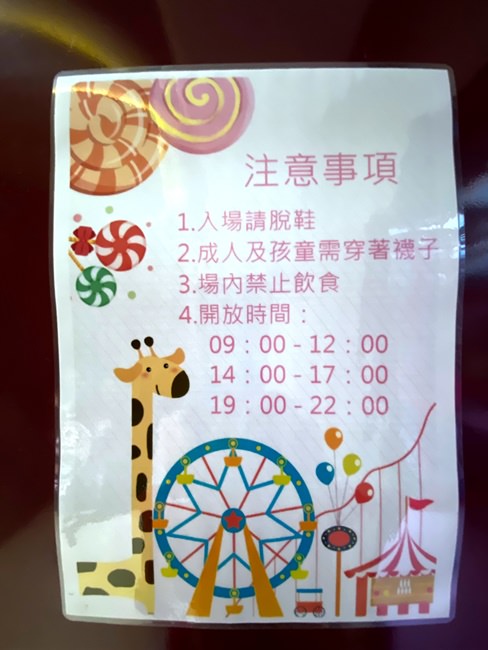 注意事項
1.入場請脫鞋
2.成人及孩童需穿著襪子
3.場內禁止飲食
4.開放時間：
09：00 - 12：00
14：00 - 17：00
19：00 - 22：00